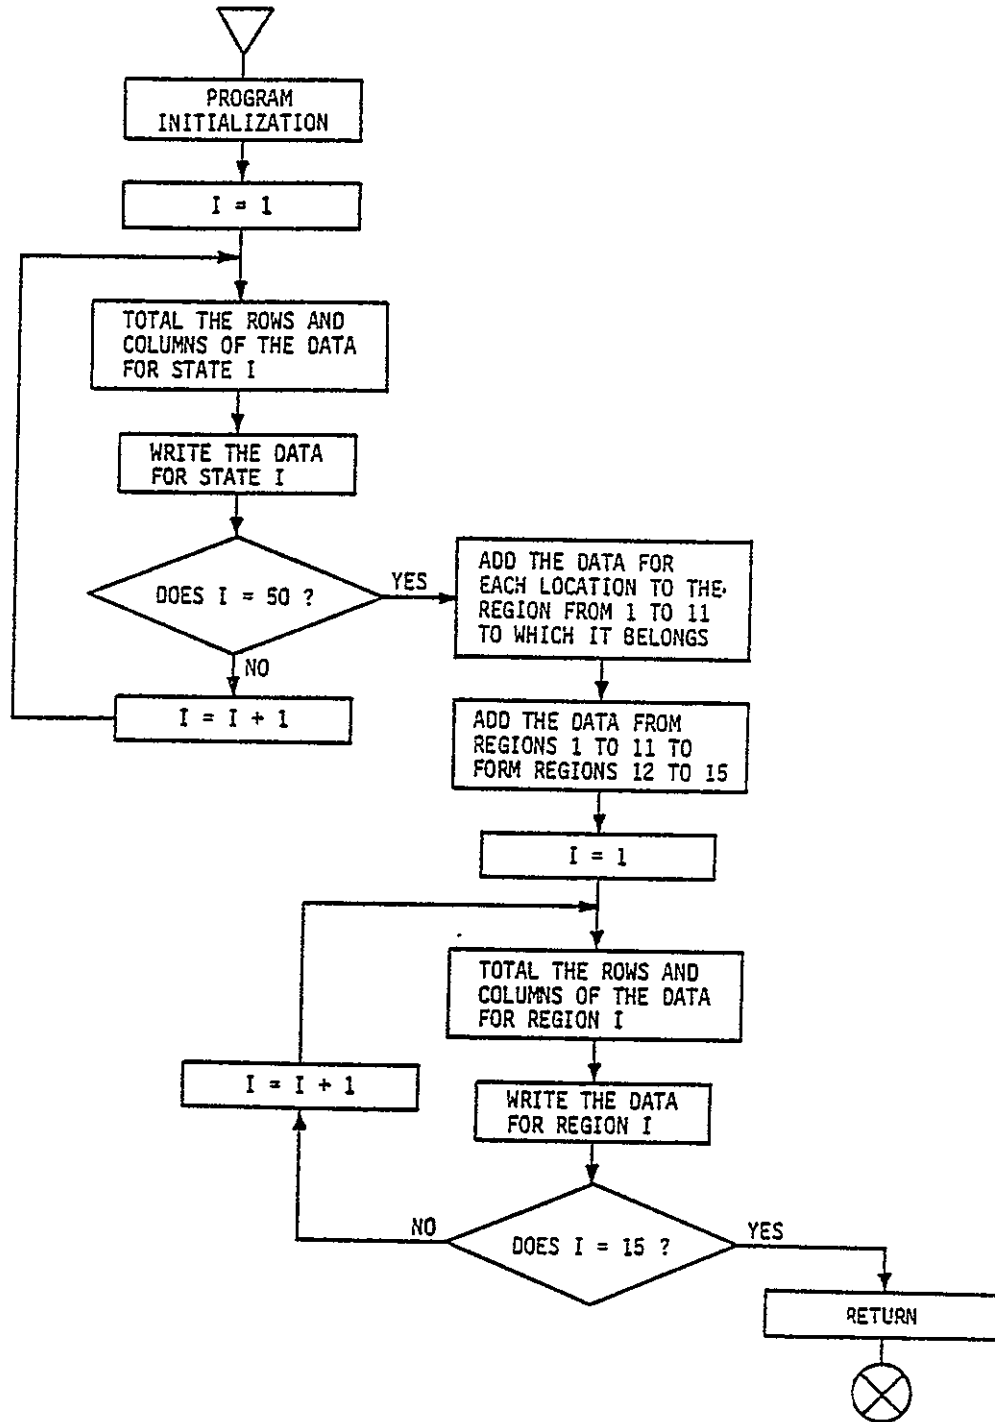 PROGRAM
INITIALIZATION
I = 1
TOTAL THE ROWS AND
COLUMNS OF THE DATA
FOR STATE I
WRITE THE DATA
FOR STATE I
DOES I = 50 ?
YES
NO
I = I + 1
ADD THE DATA FOR
EACH LOCATION TO THE
REGION FROM 1 TO 11
TO WHICH IT BELONGS
ADD THE DATA FROM
REGIONS 1 TO 11 TO
FORM REGIONS 12 TO 15
I = 1
TOTAL THE ROWS AND
COLUMNS OF THE DATA
FOR REGION I
I = I + 1
WRITE THE DATA
FOR REGION I
NO
DOES I = 15 ?
YES
RETURN